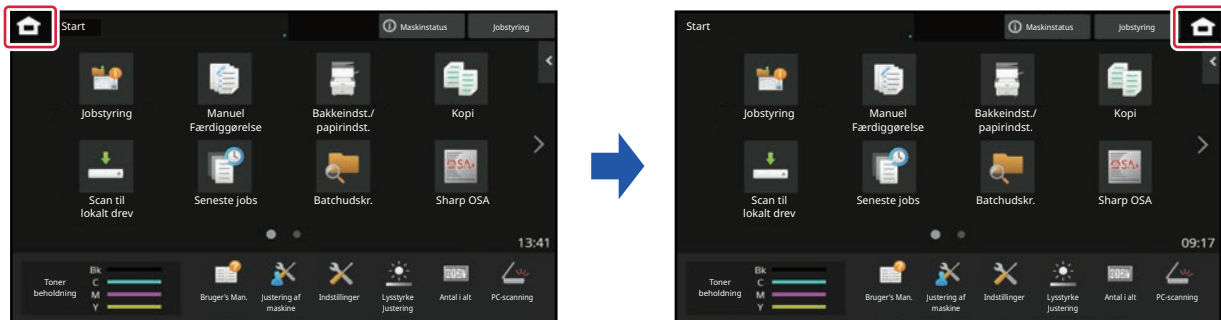 Start
Maskinstatus
Jobstyring
Jobstyring
Manuel
Færdiggørelse
Bakkeindst./
papirindst.
Kopi
Scan til
lokalt drev
Seneste jobs
Batchudskr.
Sharp OSA
13:41
Toner
beholdning
Bk
C
M
Y
Bruger's Man.
Justering af
maskine
Indstillinger
Lysstyrke
Justering
Antal i alt
PC-scanning
Start
Maskinstatus
Jobstyring
Jobstyring
Manuel
Færdiggørelse
Bakkeindst./
papirindst.
Kopi
Scan til
lokalt drev
Seneste jobs
Batchudskr.
Sharp OSA
09:17
Toner
beholdning
Bk
C
M
Y
Bruger's Man.
Justering af
maskine
Indstillinger
Lysstyrke
Justering
Antal i alt
PC-scanning